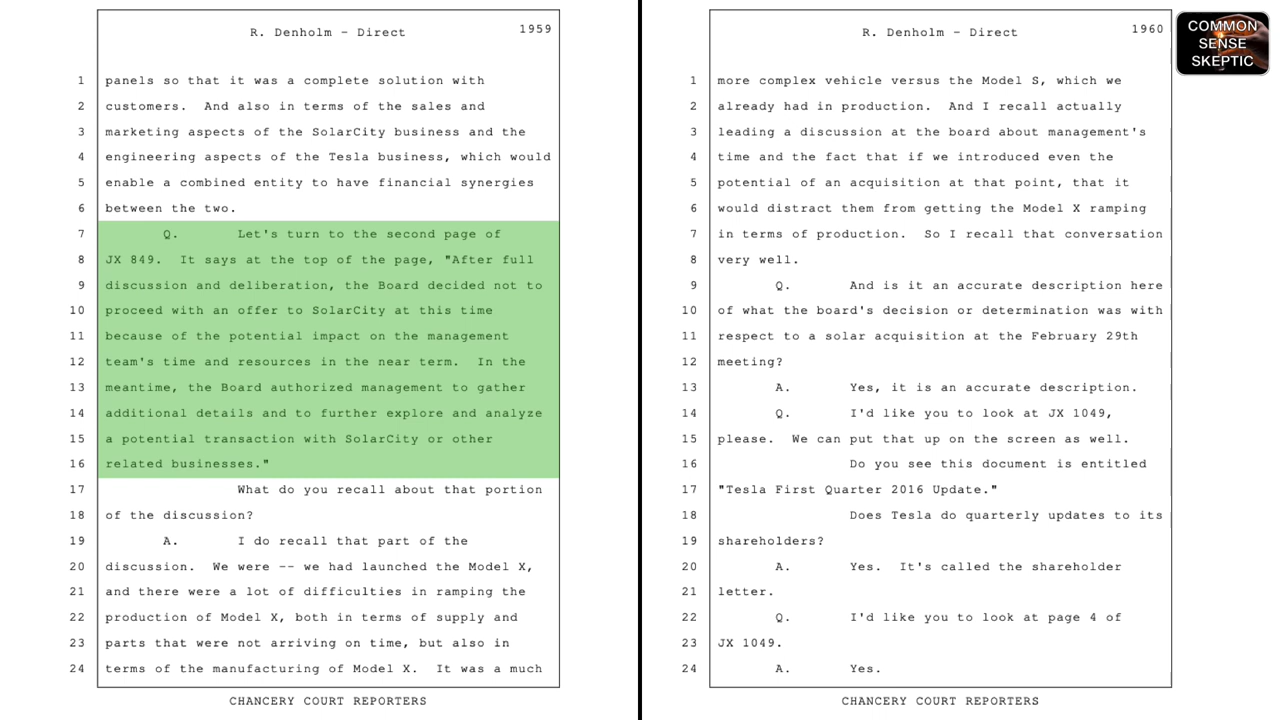 R. Denholm - Direct
1959
1 panels so that it was a complete solution with
2 customers. And also in terms of the sales and
3 marketing aspects of the SolarCity business and the
4 engineering aspects of the Tesla business, which would
5 enable a combined entity to have financial synergies
6 between the two.
7 Q. Let's turn to the second page of
8 JX 849. It says at the top of the page, "After full
9 discussion and deliberation, the Board decided not to
10 proceed with an offer to SolarCity at this time
11 because of the potential impact on the management
12 team's time and resources in the near term. In the
13 meantime, the Board authorized management to gather
14 additional details and to further explore and analyze
15 a potential transaction with SolarCity or other
16 related businesses."
17 What do you recall about that portion
18 of the discussion?
19 A. I do recall that part of the
20 discussion. We were -- we had launched the Model X,
21 and there were a lot of difficulties in ramping the
22 production of Model X, both in terms of supply and
23 parts that were not arriving on time, but also in
24 terms of the manufacturing of Model X. It was a much
CHANCERY COURT REPORTERS
R. Denholm - Direct
1960
1 more complex vehicle versus the Model S, which we
2 already had in production. And I recall actually
3 leading a discussion at the board about management's
4 time and the fact that if we introduced even the
5 potential of an acquisition at that point, that it
6 would distract them from getting the Model X ramping
7 in terms of production. So I recall that conversation
8 very well.
9 Q. And is it an accurate description here
10 of what the board's decision or determination was with
11 respect to a solar acquisition at the February 29th
12 meeting?
13 A. Yes, it is an accurate description.
14 Q. I'd like you to look at JX 1049,
15 please. We can put that up on the screen as well.
16 Do you see this document is entitled
17 "Tesla First Quarter 2016 Update."
18 Does Tesla do quarterly updates to its
19 shareholders?
20 A. Yes. It's called the shareholder
21 letter.
22 Q. I'd like you to look at page 4 of
23 JX 1049.
24 A. Yes.
CHANCERY COURT REPORTERS
COMMON
SENSE
SKEPTIC